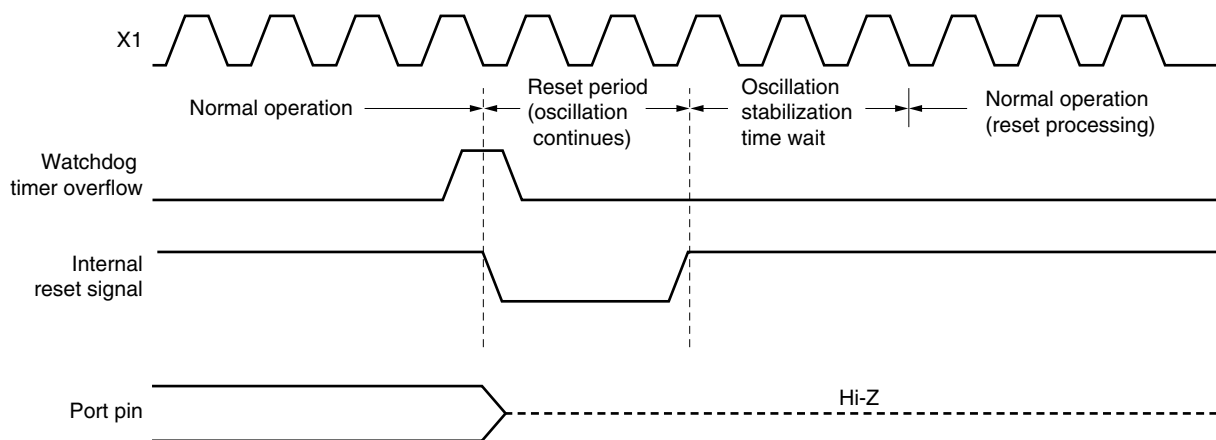 X1
Normal operation
Reset period
(oscillation
continues)
Oscillation
stabilization
time wait
Normal operation
(reset processing)
Watchdog
timer overflow
Internal
reset signal
Port pin
Hi-Z